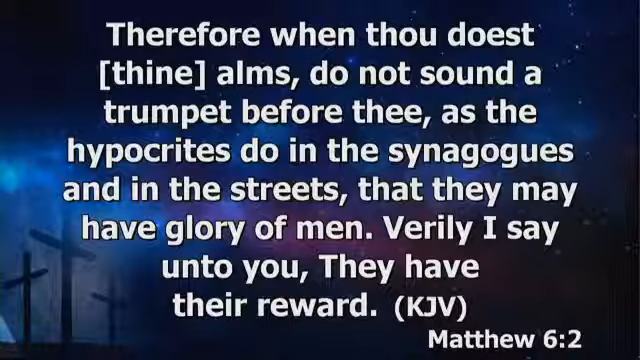 Therefore when thou doest
[thine] alms, do not sound a
trumpet before thee, as the
hypocrites do in the synagogues
and in the streets, that they may
have glory of men. Verily I say
unto you, They have
their reward. (KJV)
Matthew 6:2